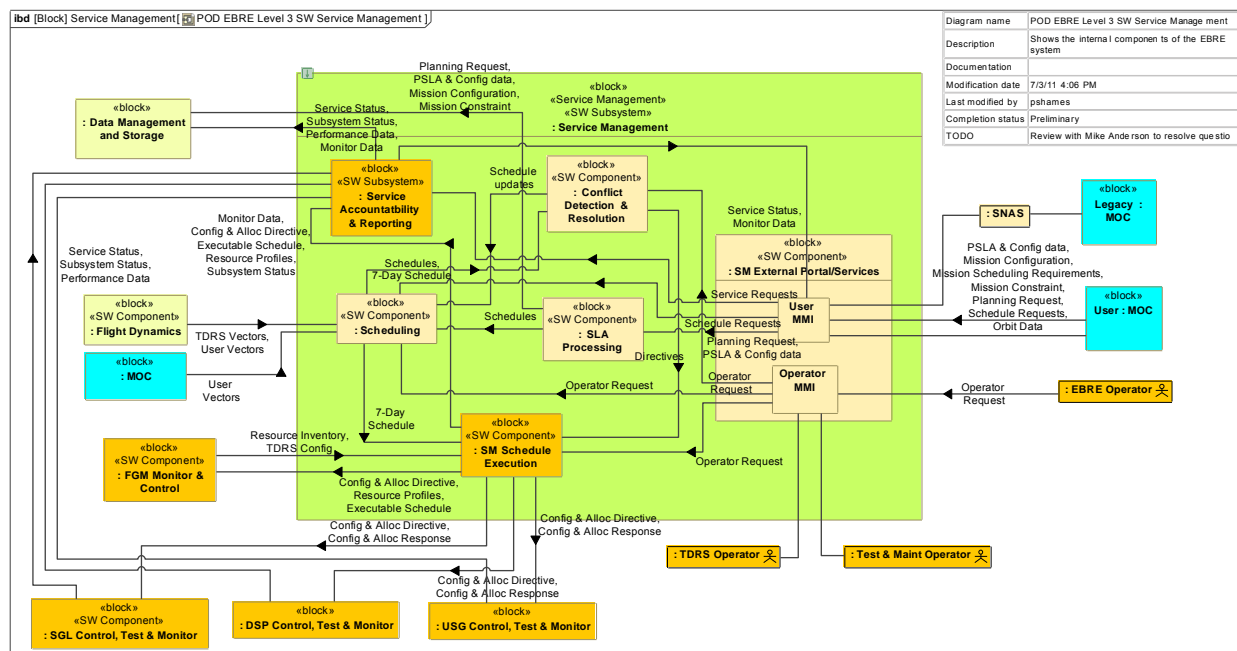 ibd [Block] Service Management[ POD EBRE Level 3 SW Service Management ]
Diagram name POD EBRE Level 3 SW Service Manage ment
Description Shows the internal componen ts of the EBRE
system
Documentation
Modification date 7/3/11 4:06 PM
Last modified by pshames
Completion status Preliminary
TODO Review with Mike Anderson to resolve questio
Planning Request,
PSLA & Config data,
Mission Configuration,
Mission Constraint
«block»
«Service Management»
«SW Subsystem»
: Service Management
«block»
: Data Management
and Storage
Service Status,
Subsystem Status,
Performance Data,
Monitor Data
«block»
«SW Subsystem»
: Service
Accountatbility
& Reporting
Schedule
updates
«block»
«SW Component»
: Conflict
Detection &
Resolution
Service Status,
Monitor Data
: SNAS
«block»
Legacy :
MOC
Monitor Data,
Config & Alloc Directive,
Executable Schedule,
Resource Profiles,
Subsystem Status
Service Status,
Subsystem Status,
Performance Data
Schedules,
7-Day Schedule
«block»
«SW Component»
: SM External Portal/Services
PSLA & Config data,
Mission Configuration,
Mission Scheduling Requirements,
Mission Constraint,
Planning Request,
Schedule Requests,
Orbit Data
«block»
User : MOC
«block»
«SW Component»
: Flight Dynamics
TDRS Vectors,
User Vectors
«block»
«SW Component»
: Scheduling
Schedules
«block»
«SW Component»
: SLA
Processing
Service Requests
Schedule Requests
User
MMI
Planning Request,
PSLA & Config data
Directives
«block»
: MOC
User
Vectors
Operator Request
Operator
Request
Operator
MMI
Operator
Request
: EBRE Operator
7-Day
Schedule
«block»
«SW Component»
: FGM Monitor &
Control
Resource Inventory,
TDRS Config
«block»
«SW Component»
: SM Schedule
Execution
Operator Request
Config & Alloc Directive,
Resource Profiles,
Executable Schedule
Config & Alloc Directive,
Config & Alloc Response
Config & Alloc Directive,
Config & Alloc Response
: TDRS Operator
: Test & Maint Operator
Config & Alloc Directive,
Config & Alloc Response
«block»
«SW Component»
: SGL Control, Test & Monitor
«block»
: DSP Control, Test & Monitor
«block»
: USG Control, Test & Monitor